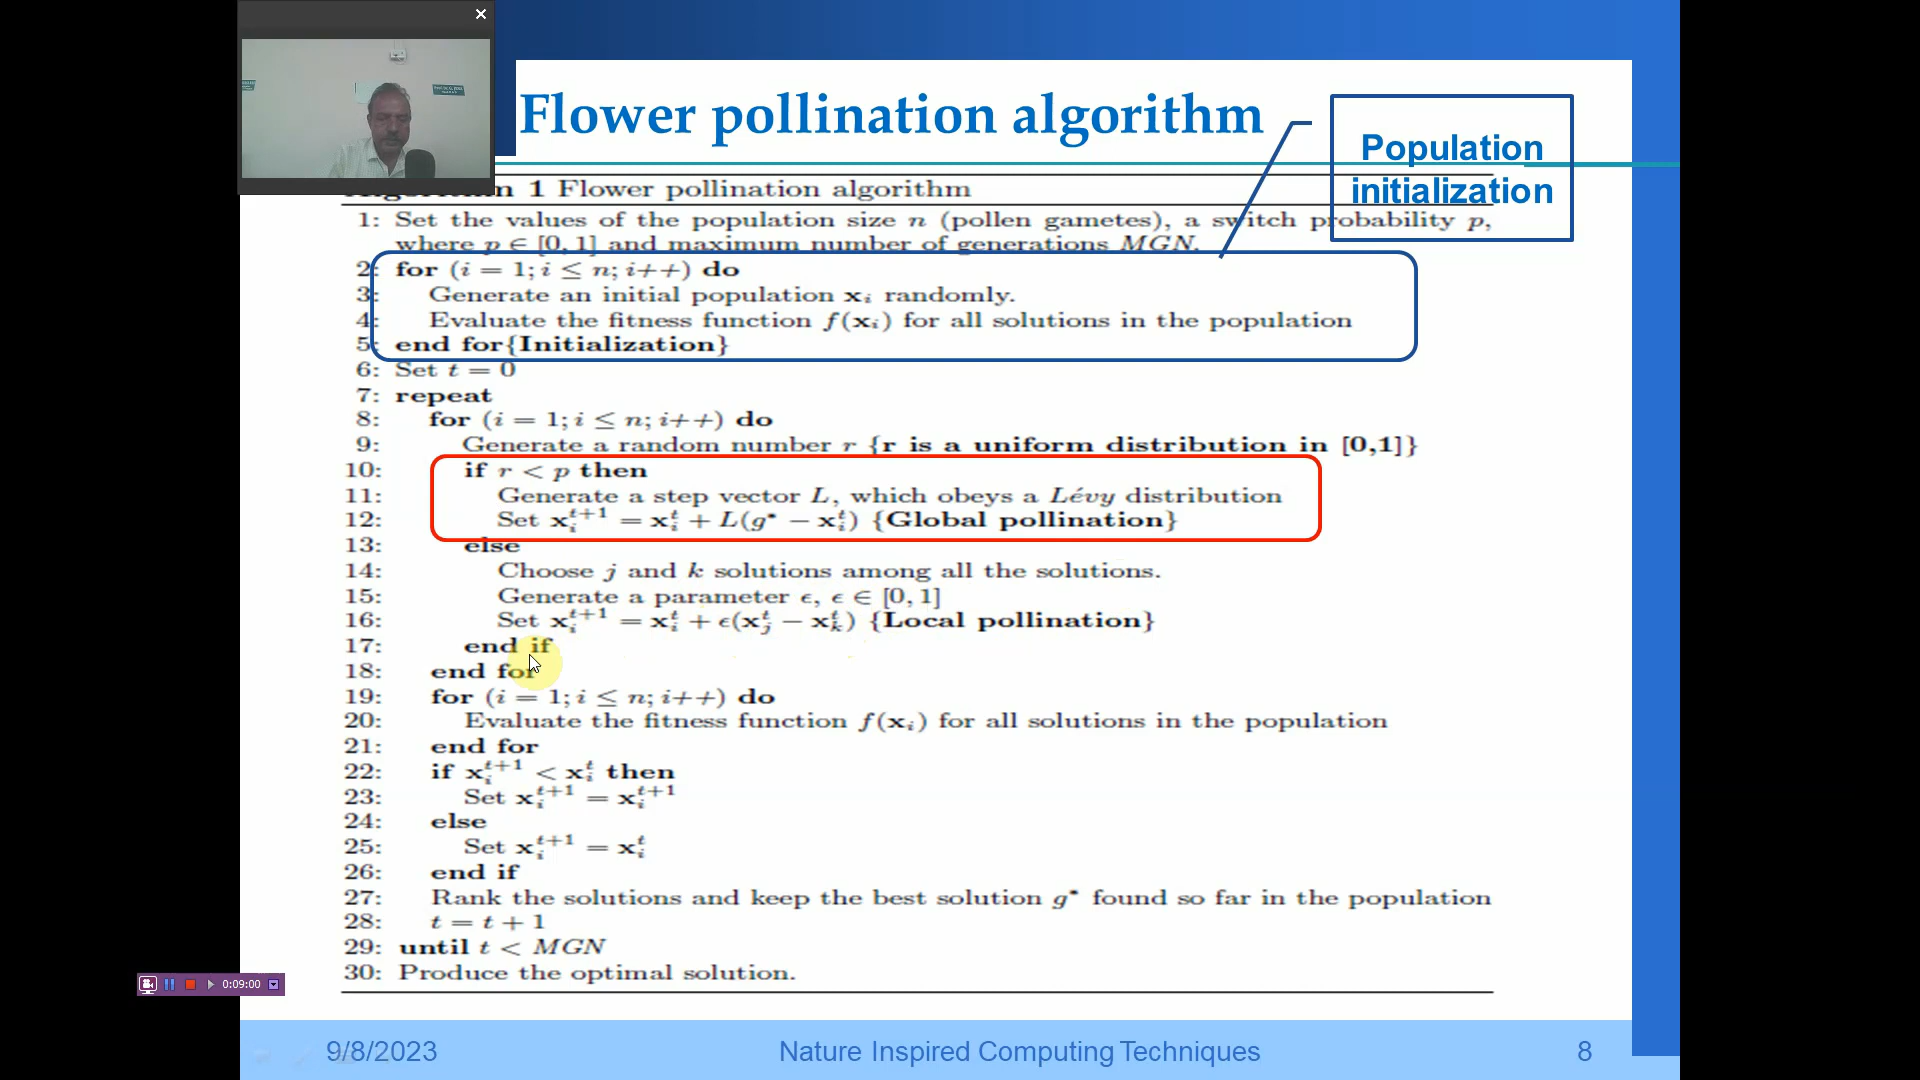 Flower pollination algorithm
Population
initialization
1 Flower pollination algorithm
1: Set the values of the population size n (pollen gametes), a switch probability p,
where p ∈ [0, 1] and maximum number of generations MGN.
2: for (i = 1; i ≤ n; i++) do
3: Generate an initial population xᵢ randomly.
4: Evaluate the fitness function f(xᵢ) for all solutions in the population
5: end for{Initialization}
6: Set t = 0
7: repeat
8: for (i = 1; i ≤ n; i++) do
9: Generate a random number r {r is a uniform distribution in [0,1]}
10: if r < p then
11: Generate a step vector L, which obeys a Lévy distribution
12: Set xᵢᵗ⁺¹ = xᵢᵗ + L(g* − xᵢᵗ) {Global pollination}
13: else
14: Choose j and k solutions among all the solutions.
15: Generate a parameter ϵ, ϵ ∈ [0, 1]
16: Set xᵢᵗ⁺¹ = xᵢᵗ + ϵ(xⱼᵗ − xₖᵗ) {Local pollination}
17: end if
18: end for
19: for (i = 1; i ≤ n; i++) do
20: Evaluate the fitness function f(xᵢ) for all solutions in the population
21: end for
22: if xᵢᵗ⁺¹ < xᵢᵗ then
23: Set xᵢᵗ⁺¹ = xᵢᵗ⁺¹
24: else
25: Set xᵢᵗ⁺¹ = xᵢᵗ
26: end if
27: Rank the solutions and keep the best solution g* found so far in the population
28: t = t + 1
29: until t < MGN
30: Produce the optimal solution.
0:09:00
9/8/2023
Nature Inspired Computing Techniques
8